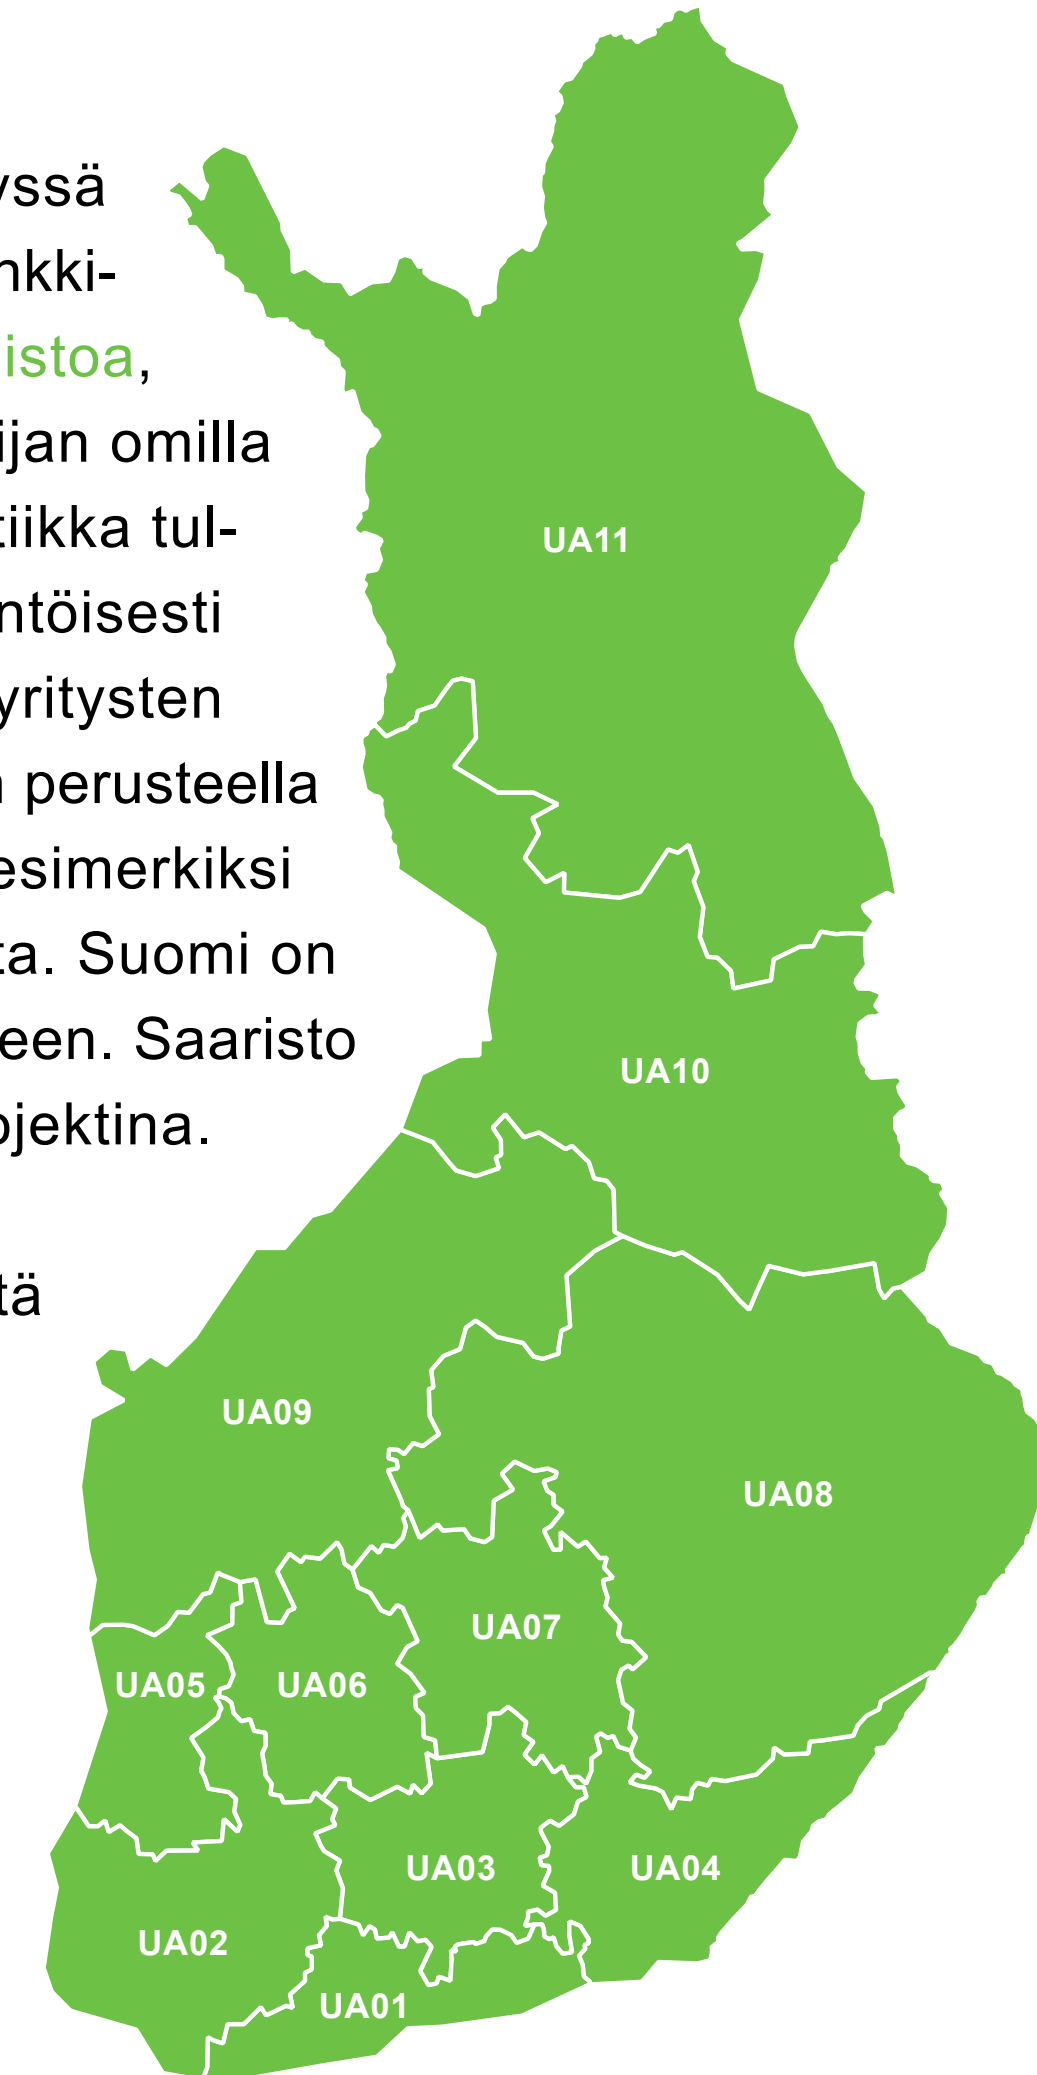 yssä
nkki-
istoa,
ijan omilla
tiikka tul-
ntöisesti
yritysten
perusteella
esimerkiksi
ta. Suomi on
een. Saaristo
ojektina.
tä
UA11
UA10
UA09
UA08
UA07
UA05
UA06
UA03
UA04
UA02
UA01